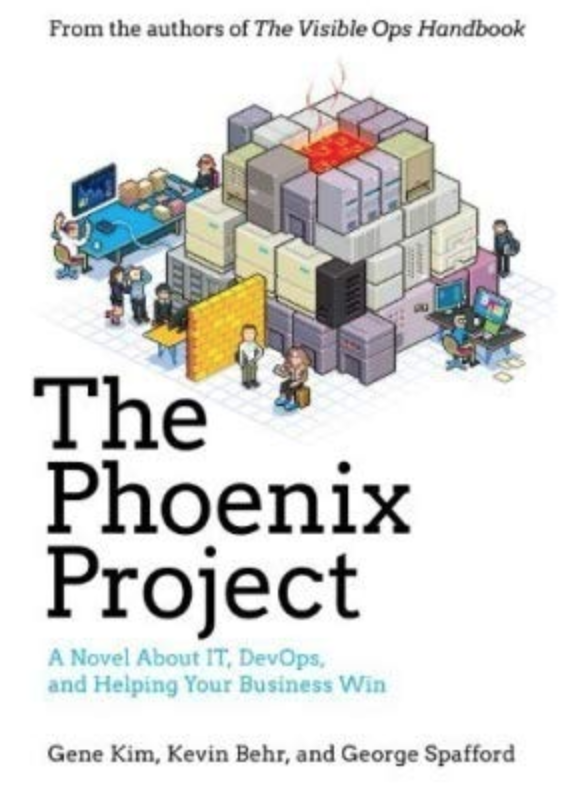 From the authors of The Visible Ops Handbook
The
Phoenix
Project
A Novel About IT, DevOps,
and Helping Your Business Win
Gene Kim, Kevin Behr, and George Spafford